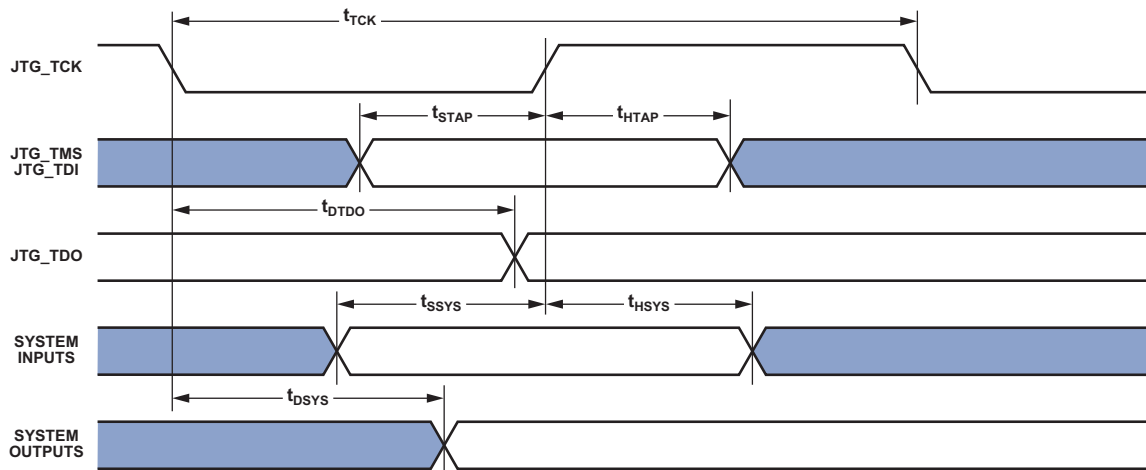 tTCK
JTG_TCK
tSTAP
tHTAP
JTG_TMS
JTG_TDI
tDTDO
JTG_TDO
tSSYS
tHSYS
SYSTEM
INPUTS
tDSYS
SYSTEM
OUTPUTS